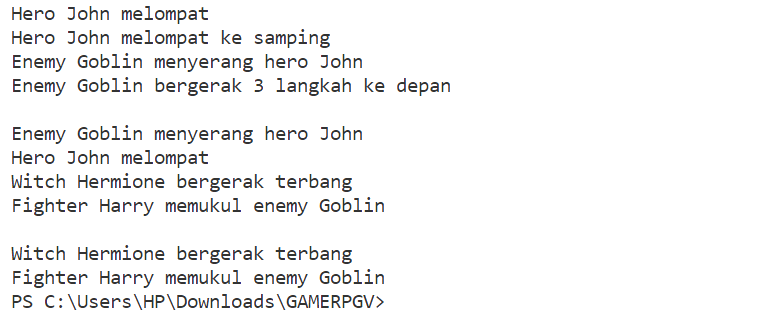 Hero John melompat
Hero John melompat ke samping
Enemy Goblin menyerang hero John
Enemy Goblin bergerak 3 langkah ke depan
Enemy Goblin menyerang hero John
Hero John melompat
Witch Hermione bergerak terbang
Fighter Harry memukul enemy Goblin
Witch Hermione bergerak terbang
Fighter Harry memukul enemy Goblin
PS C:\Users\HP\Downloads\GAMERPGV>